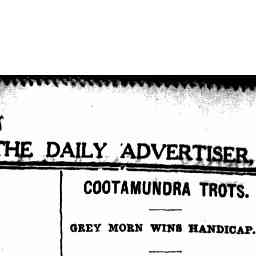 THE DAILY ADVERTISER,
COOTAMUNDRA TROTS.
GREY MORN WINS HANDICAP.